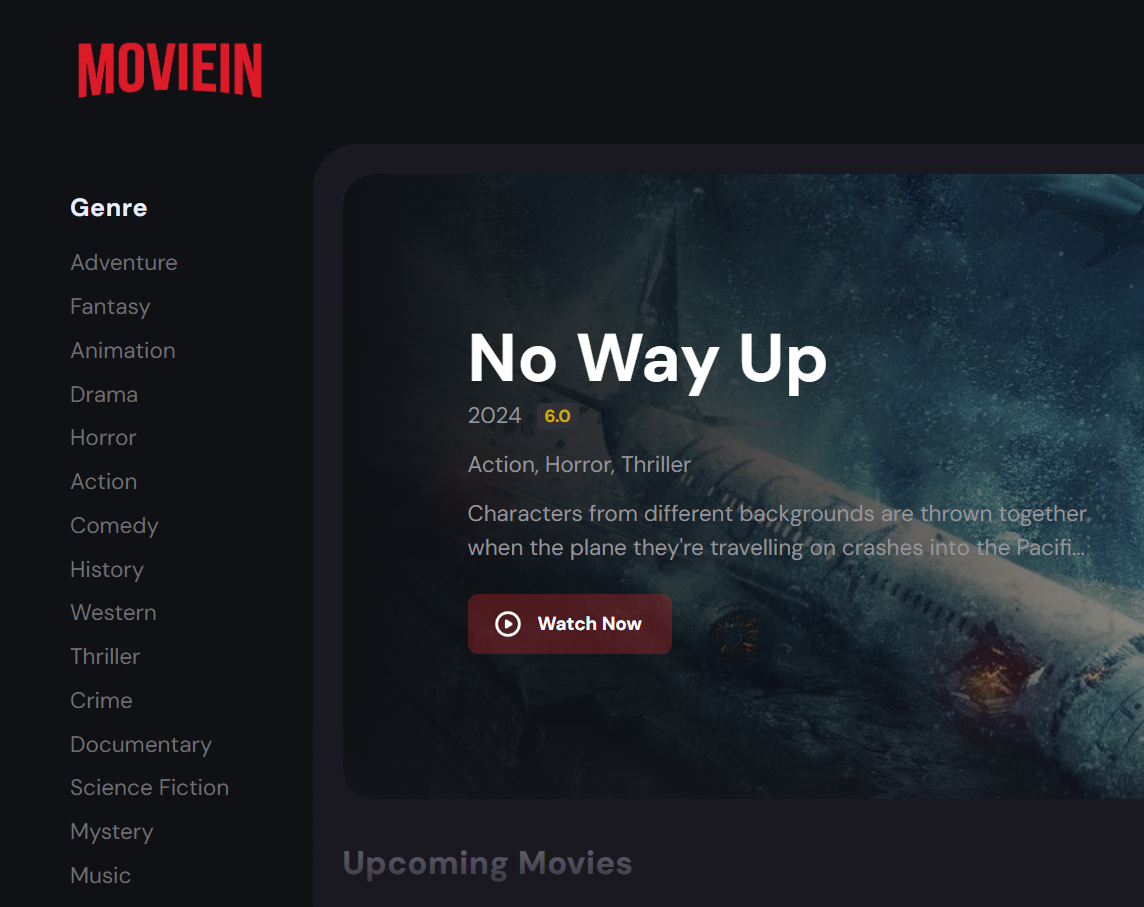 MOVIEIN
Genre
Adventure
Fantasy
Animation
Drama
Horror
Action
Comedy
History
Western
Thriller
Crime
Documentary
Science Fiction
Mystery
Music
No Way Up
2024 6.0
Action, Horror, Thriller
Characters from different backgrounds are thrown together
when the plane they're travelling on crashes into the Pacifi...
Watch Now
Upcoming Movies